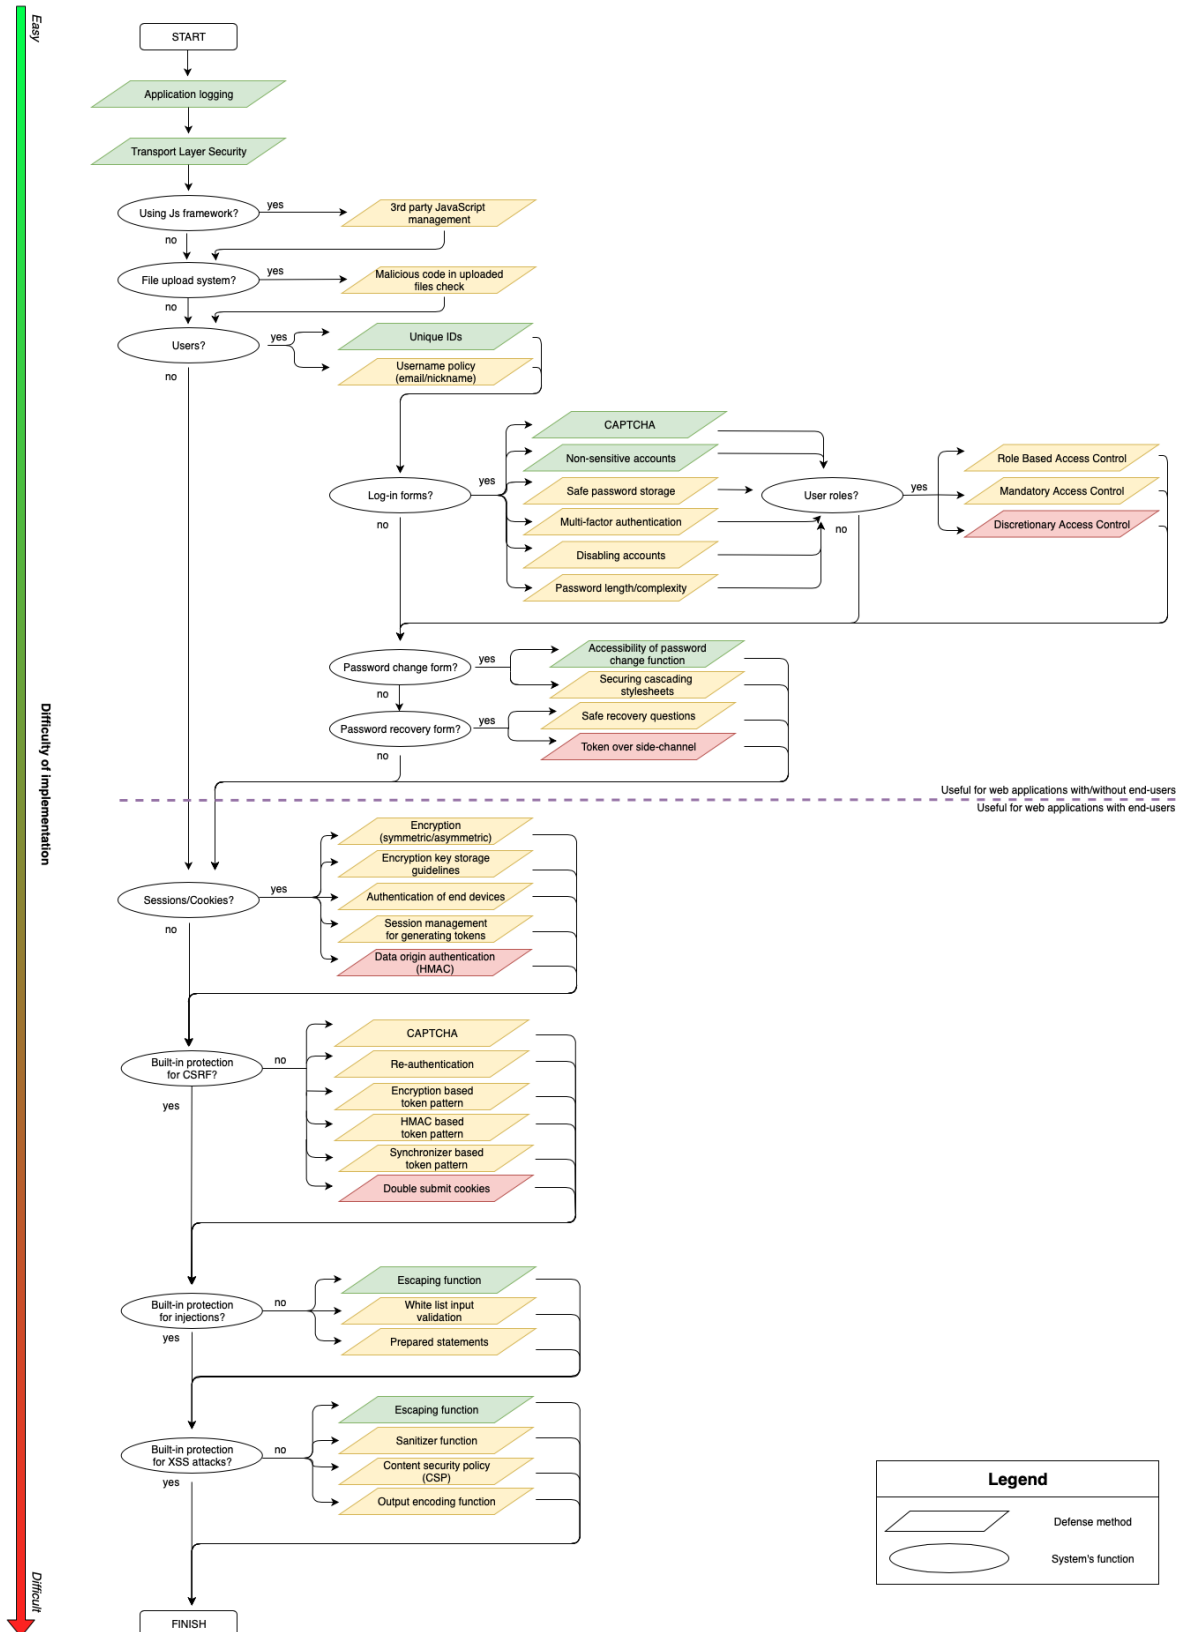 Easy
START
Application logging
Transport Layer Security
Using Js framework?
yes
3rd party JavaScript
management
no
File upload system?
yes
Malicious code in uploaded
files check
no
Users?
yes
Unique IDs
Username policy
(email/nickname)
no
Log-in forms?
yes
CAPTCHA
Non-sensitive accounts
Safe password storage
Multi-factor authentication
Disabling accounts
Password length/complexity
User roles?
yes
Role Based Access Control
Mandatory Access Control
Discretionary Access Control
no
no
Password change form?
yes
Accessibility of password
change function
Securing cascading
stylesheets
no
Password recovery form?
yes
Safe recovery questions
Token over side-channel
no
Difficulty of implementation
Useful for web applications with/without end-users
Useful for web applications with end-users
Sessions/Cookies?
yes
Encryption
(symmetric/asymmetric)
Encryption key storage
guidelines
Authentication of end devices
Session management
for generating tokens
Data origin authentication
(HMAC)
no
Built-in protection
for CSRF?
no
CAPTCHA
Re-authentication
Encryption based
token pattern
HMAC based
token pattern
Synchronizer based
token pattern
Double submit cookies
yes
Built-in protection
for injections?
no
Escaping function
White list input
validation
Prepared statements
yes
Built-in protection
for XSS attacks?
no
Escaping function
Sanitizer function
Content security policy
(CSP)
Output encoding function
yes
Legend
Defense method
System's function
Difficult
FINISH